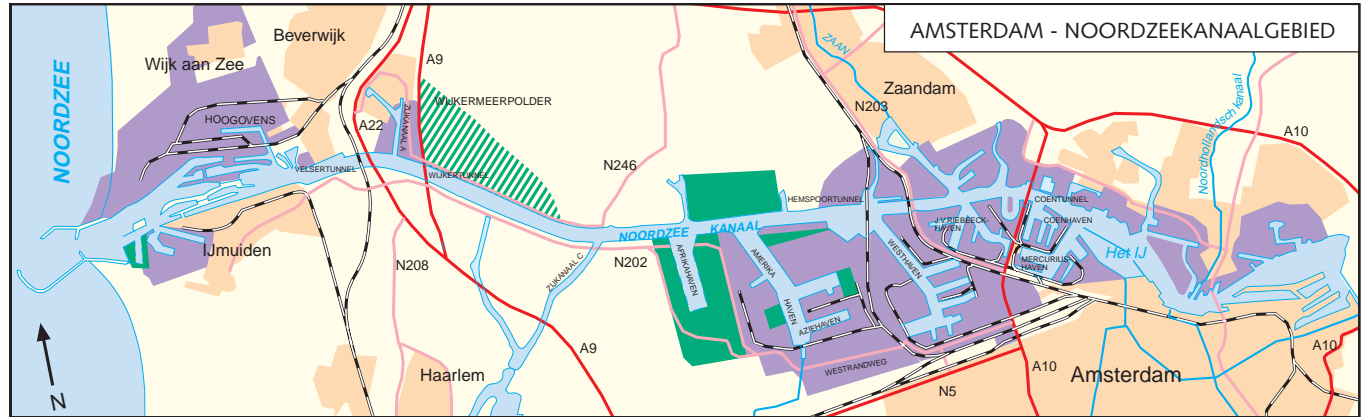 AMSTERDAM - NOORDZEEKANAALGEBIED
NOORDZEE
Beverwijk
Wijk aan Zee
HOOGOVENS
A9
A22
ZIJKANAAL A
WIJKERMEERPOLDER
VELSERTUNNEL
WIJKERTUNNEL
IJmuiden
N208
N246
N202
ZIJKANAAL C
Haarlem
A9
N
ZAAN
N203
Zaandam
HEMSPOORTUNNEL
NOORDZEE KANAAL
AFRIKAHAVEN
AMERIKA
HAVEN
AZIEHAVEN
WESTHAVEN
WESTRANDWEG
J.V.RIEBEECK-
HAVEN
COENTUNNEL
COENHAVEN
MERCURIUS
HAVEN
Het IJ
Noordhollandsch kanaal
A10
A10
A10
N5
Amsterdam